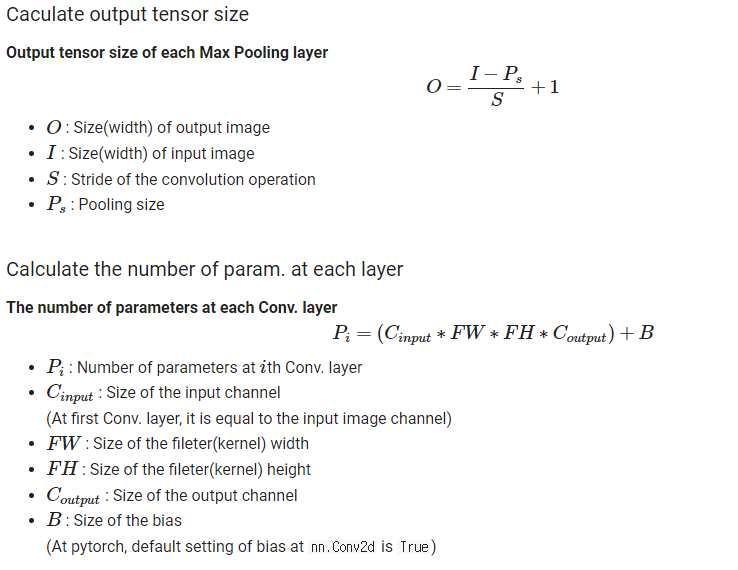 Caculate output tensor size
Output tensor size of each Max Pooling layer
O = \frac{I - P_s}{S} + 1
• O : Size(width) of output image
• I : Size(width) of input image
• S : Stride of the convolution operation
• P_s : Pooling size
Calculate the number of param. at each layer
The number of parameters at each Conv. layer
P_i = (C_{input} * FW * FH * C_{output}) + B
• P_i : Number of parameters at ith Conv. layer
• C_{input} : Size of the input channel
(At first Conv. layer, it is equal to the input image channel)
• FW : Size of the fileter(kernel) width
• FH : Size of the fileter(kernel) height
• C_{output} : Size of the output channel
• B : Size of the bias
(At pytorch, default setting of bias at nn.Conv2d is True)